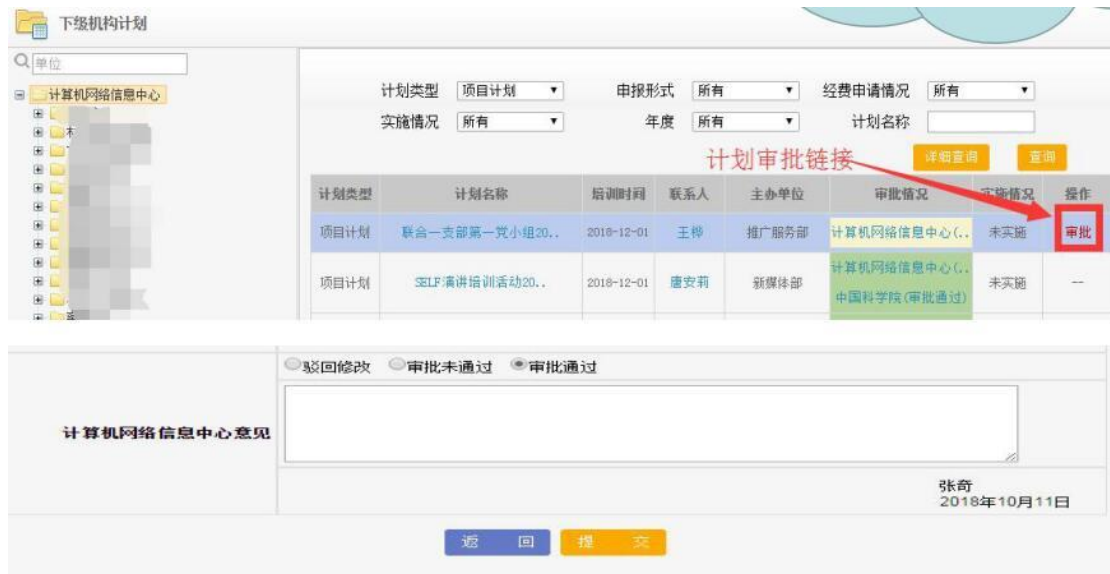 下级机构计划
单位
计算机网络信息中心
计划类型 项目计划 申报形式 所有 经费申请情况 所有
实施情况 所有 年度 所有 计划名称
计划审批链接 详细查询 查询
计划类型 计划名称 培训时间 联系人 主办单位 审批情况 实施情况 操作
项目计划 联合一支部第一党小组20.. 2018-12-01 王桦 推广服务部 计算机网络信息中心(.. 未实施 审批
计算机网络信息中心(..
项目计划 SELF演讲培训活动20.. 2018-12-01 唐安莉 新媒体部 未实施 --
中国科学院(审批通过)
驳回修改 审批未通过 审批通过
计算机网络信息中心意见
张奇
2018年10月11日
返 回 提 交